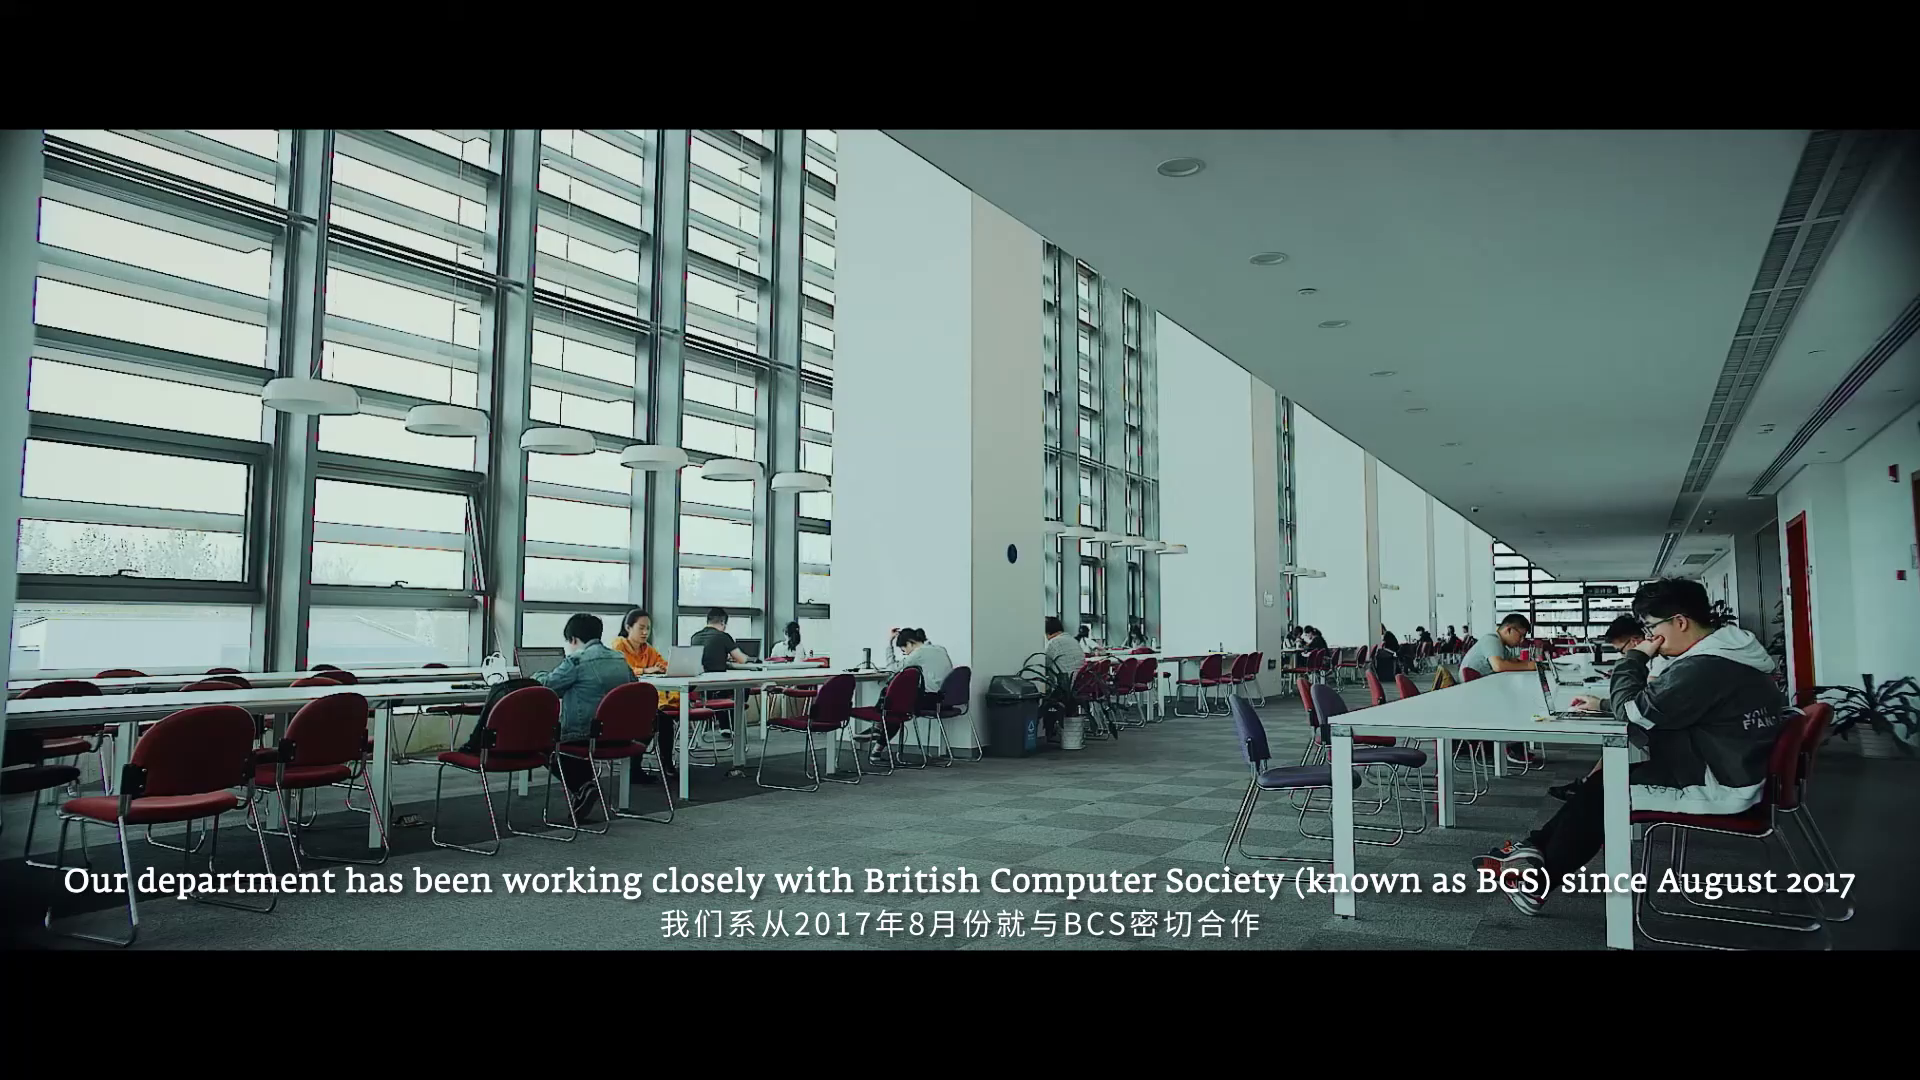 Our department has been working closely with British Computer Society (known as BCS) since August 2017
我们系从2017年8月份就与BCS密切合作